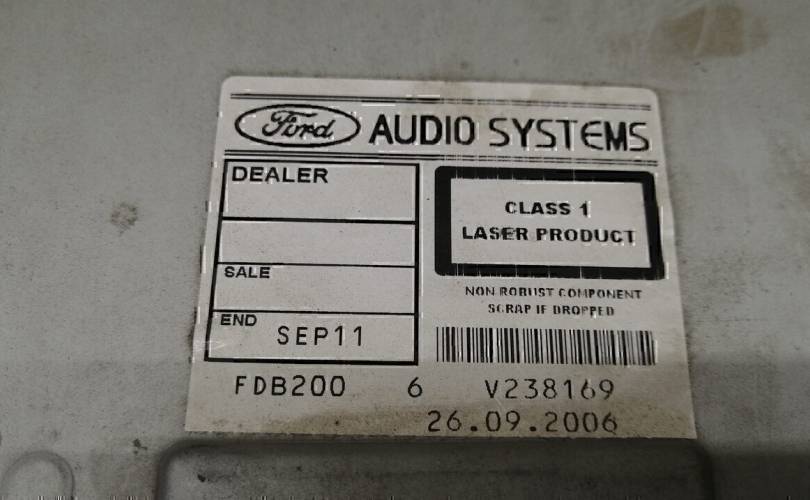 Ford AUDIO SYSTEMS
DEALER
SALE
END SEP11
CLASS 1
LASER PRODUCT
NON ROBUST COMPONENT
SCRAP IF DROPPED
FDB200 6 V238169
26.09.2006